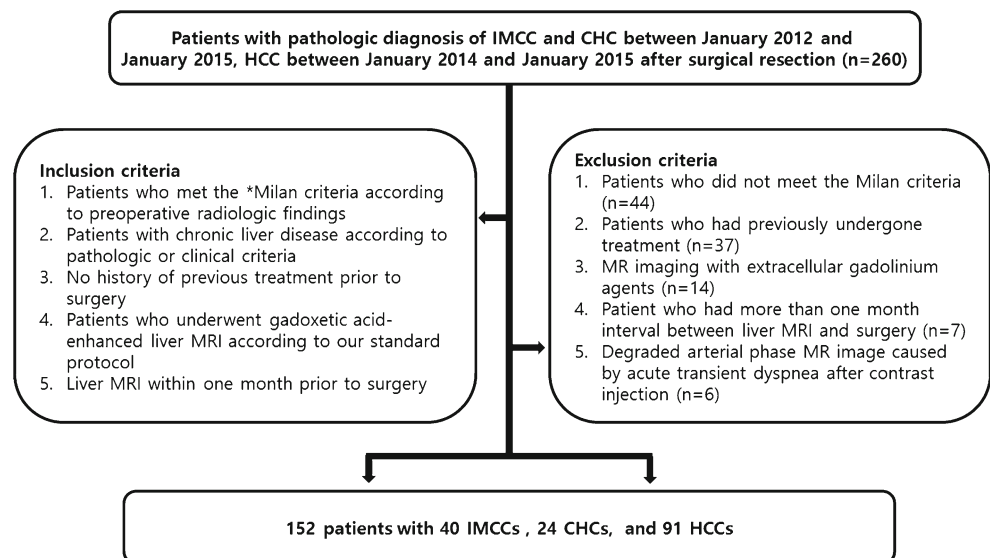 Patients with pathologic diagnosis of IMCC and CHC between January 2012 and
January 2015, HCC between January 2014 and January 2015 after surgical resection (n=260)
Inclusion criteria
1. Patients who met the *Milan criteria according
to preoperative radiologic findings
2. Patients with chronic liver disease according to
pathologic or clinical criteria
3. No history of previous treatment prior to
surgery
4. Patients who underwent gadoxetic acid-
enhanced liver MRI according to our standard
protocol
5. Liver MRI within one month prior to surgery
Exclusion criteria
1. Patients who did not meet the Milan criteria
(n=44)
2. Patients who had previously undergone
treatment (n=37)
3. MR imaging with extracellular gadolinium
agents (n=14)
4. Patient who had more than one month
interval between liver MRI and surgery (n=7)
5. Degraded arterial phase MR image caused
by acute transient dyspnea after contrast
injection (n=6)
152 patients with 40 IMCCs , 24 CHCs, and 91 HCCs